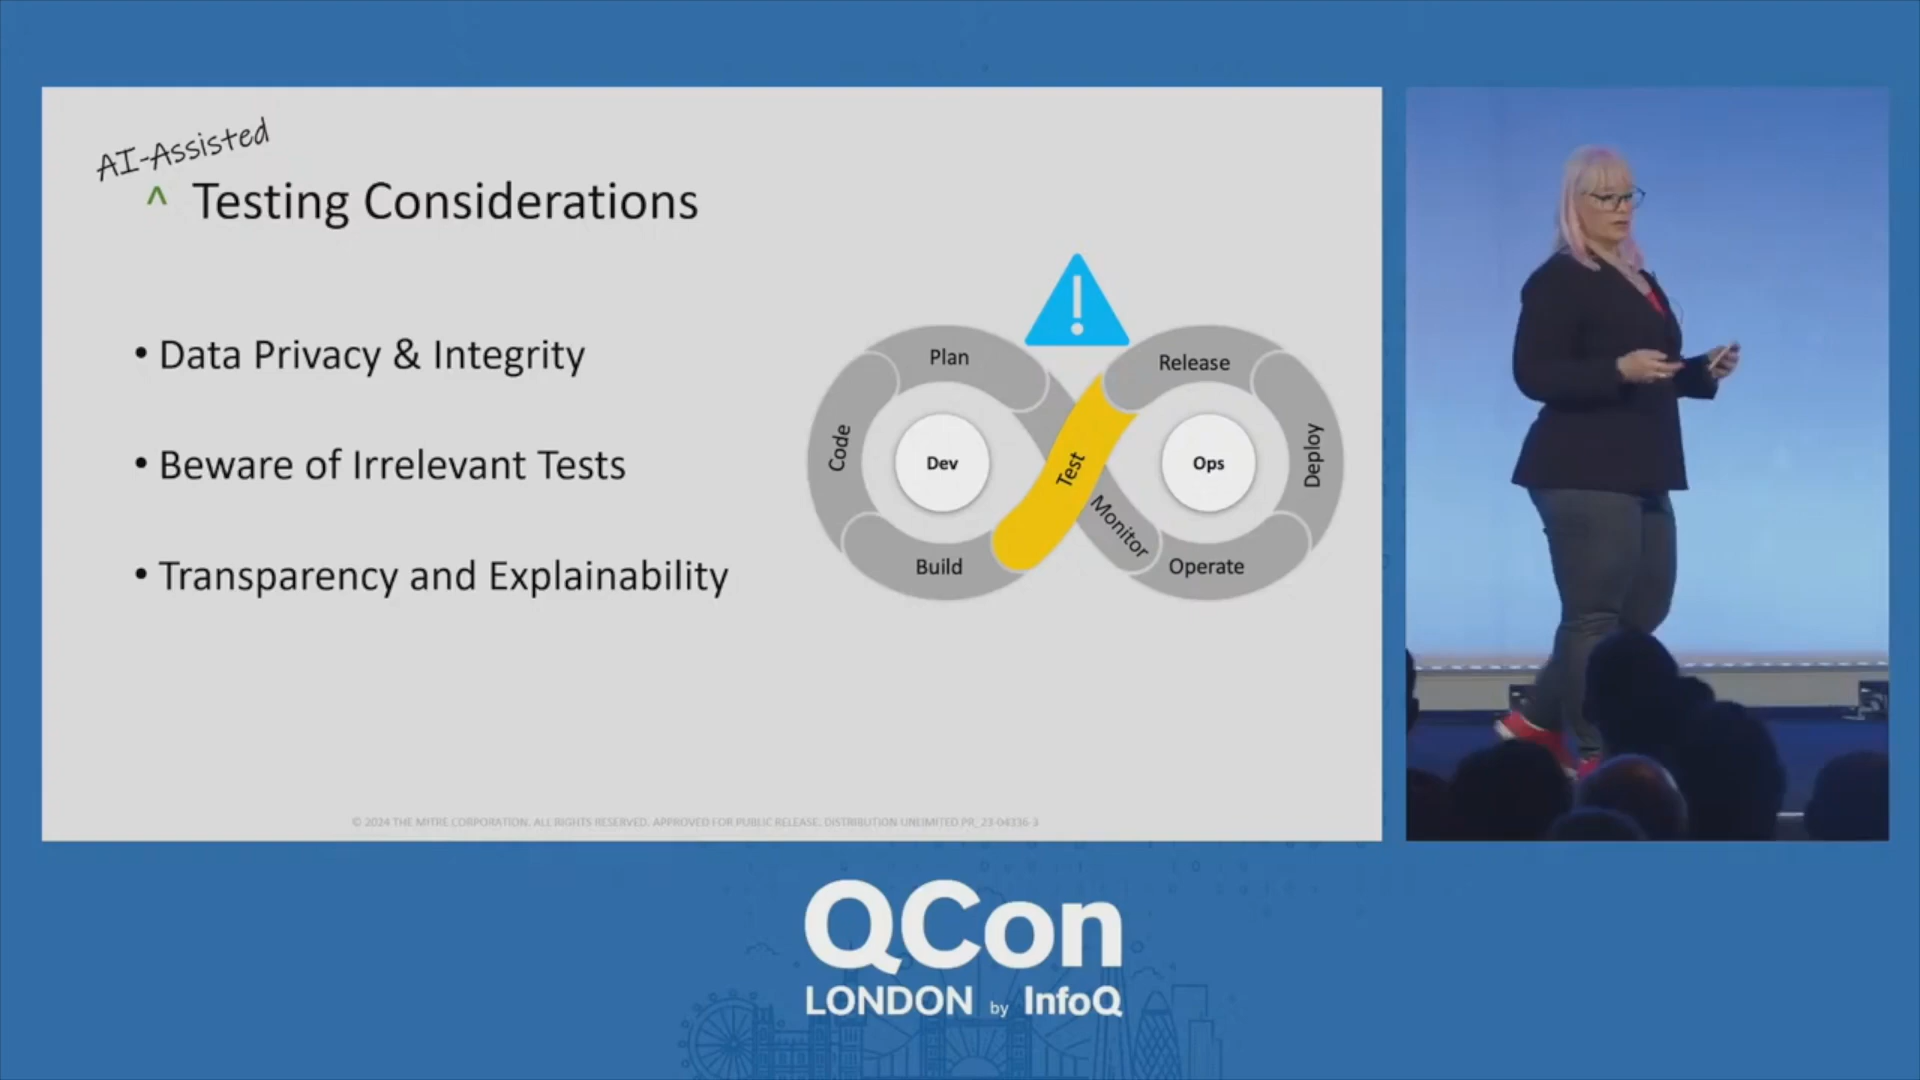 AI-Assisted
^ Testing Considerations
• Data Privacy & Integrity
• Beware of Irrelevant Tests
• Transparency and Explainability
!
Plan
Release
Code
Dev
Test
Ops
Deploy
Monitor
Build
Operate
© 2024 THE MITRE CORPORATION. ALL RIGHTS RESERVED. APPROVED FOR PUBLIC RELEASE. DISTRIBUTION UNLIMITED PR_23-04336-3
QCon
LONDON by InfoQ